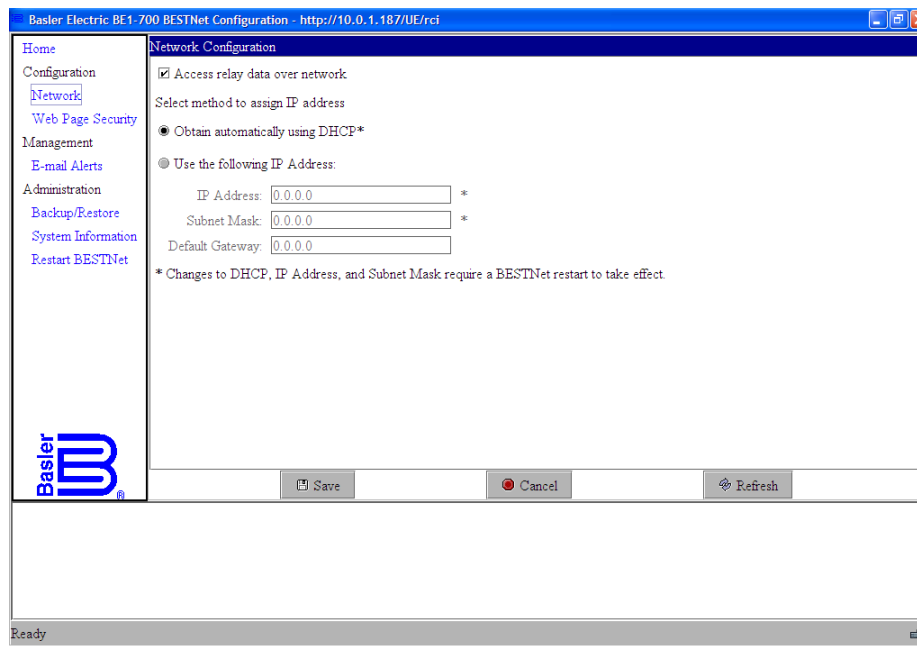 Basler Electric BE1-700 BESTNet Configuration - http://10.0.1.187/UE/rci
Home
Configuration
Network
Web Page Security
Management
E-mail Alerts
Administration
Backup/Restore
System Information
Restart BESTNet
Basler
®
Network Configuration
Access relay data over network
Select method to assign IP address
Obtain automatically using DHCP*
Use the following IP Address:
IP Address: 0.0.0.0 *
Subnet Mask: 0.0.0.0 *
Default Gateway: 0.0.0.0
* Changes to DHCP, IP Address, and Subnet Mask require a BESTNet restart to take effect.
Save Cancel Refresh
Ready